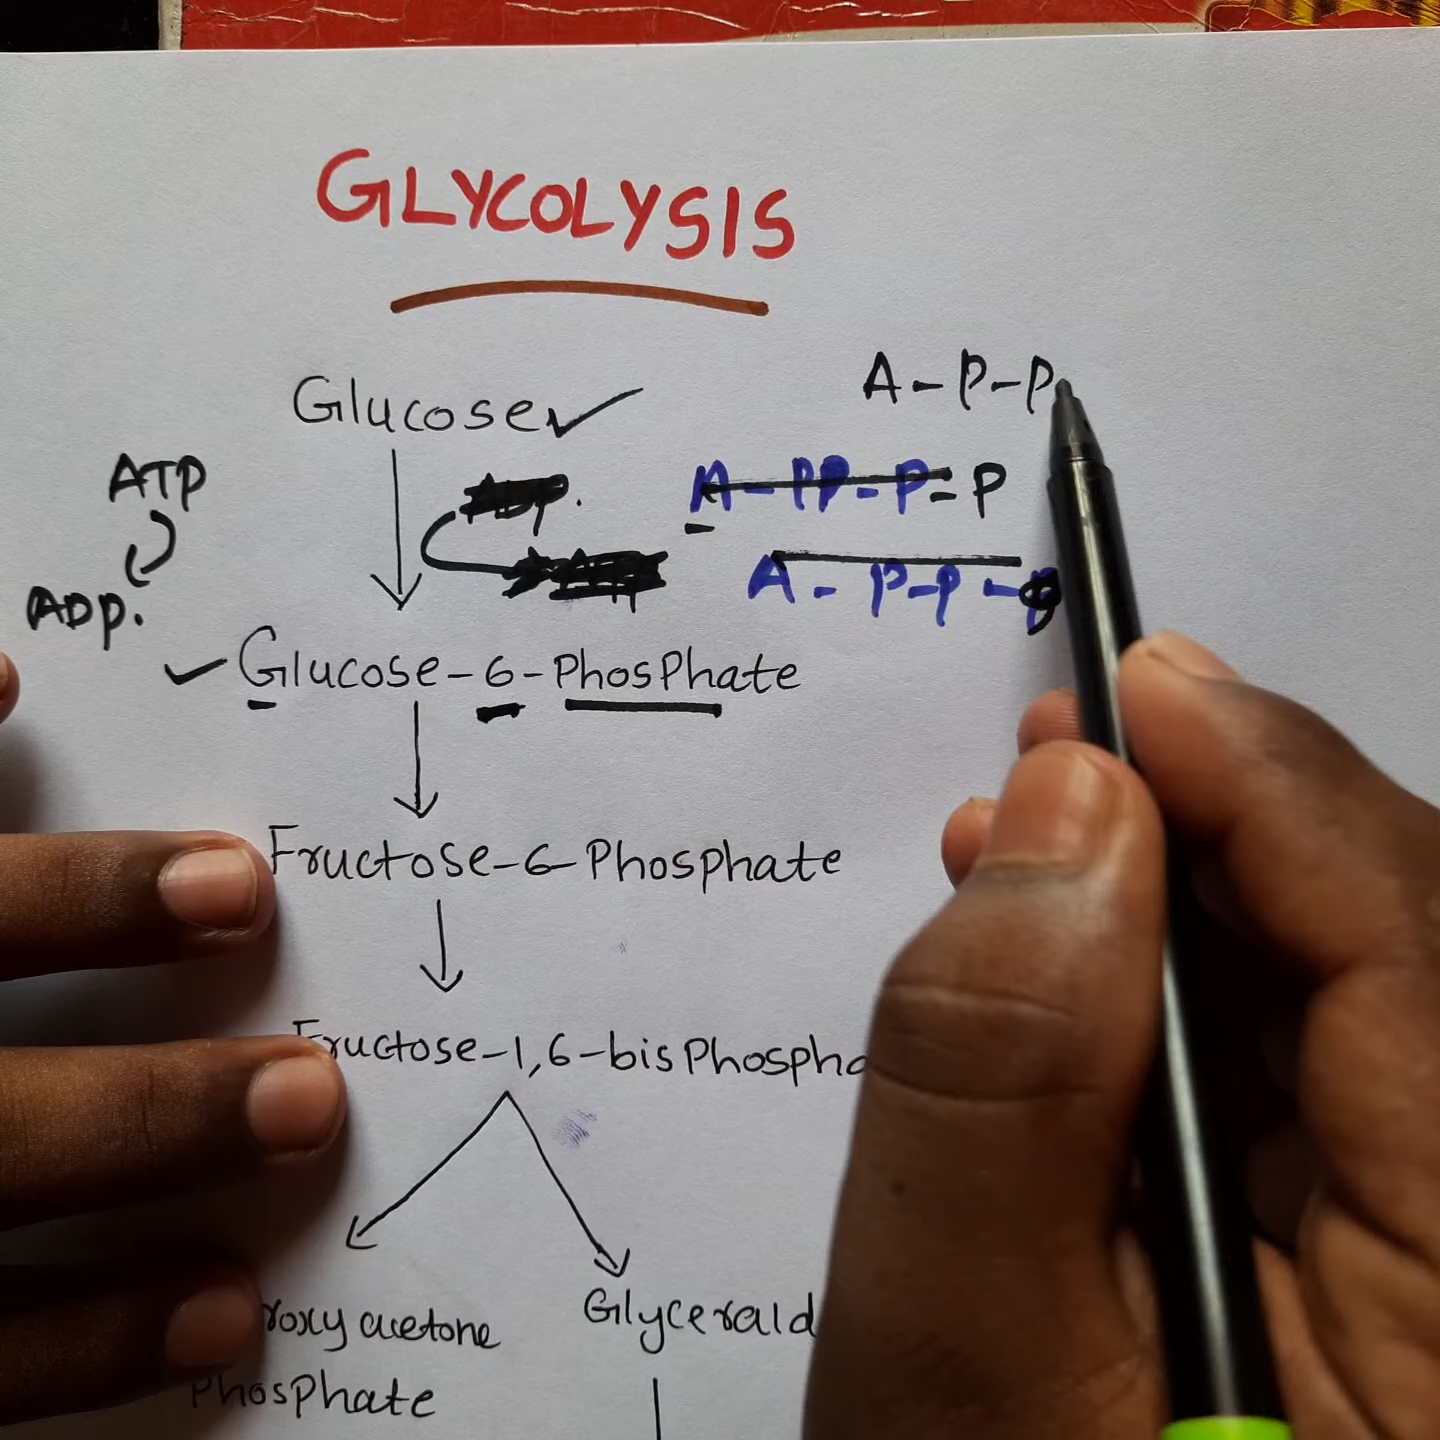 GLYCOLYSIS
Glucose
A-P-P
ATP
A-PP-P=P
ADP.
A-P-P-
Glucose-6-Phosphate
Fructose-6-Phosphate
Fructose-1,6-bisPhospha
roxyacetone
Phosphate
Glycerald